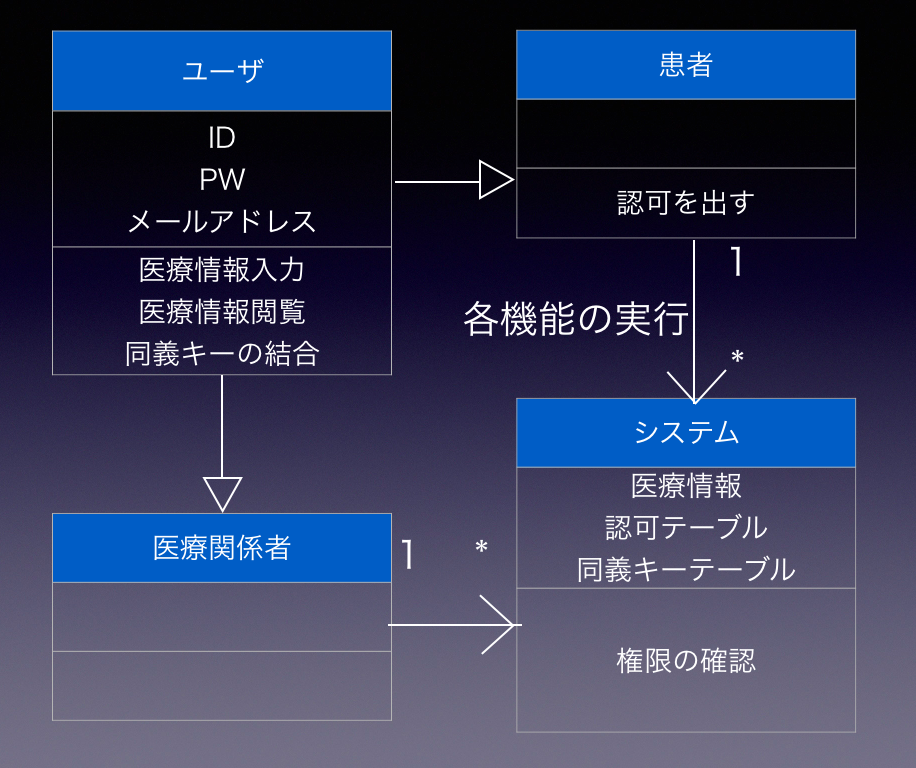 ユーザ
ID
PW
メールアドレス
医療情報入力
医療情報閲覧
同義キーの結合
患者
認可を出す
1
各機能の実行
*
システム
医療情報
認可テーブル
同義キーテーブル
権限の確認
医療関係者
1
*